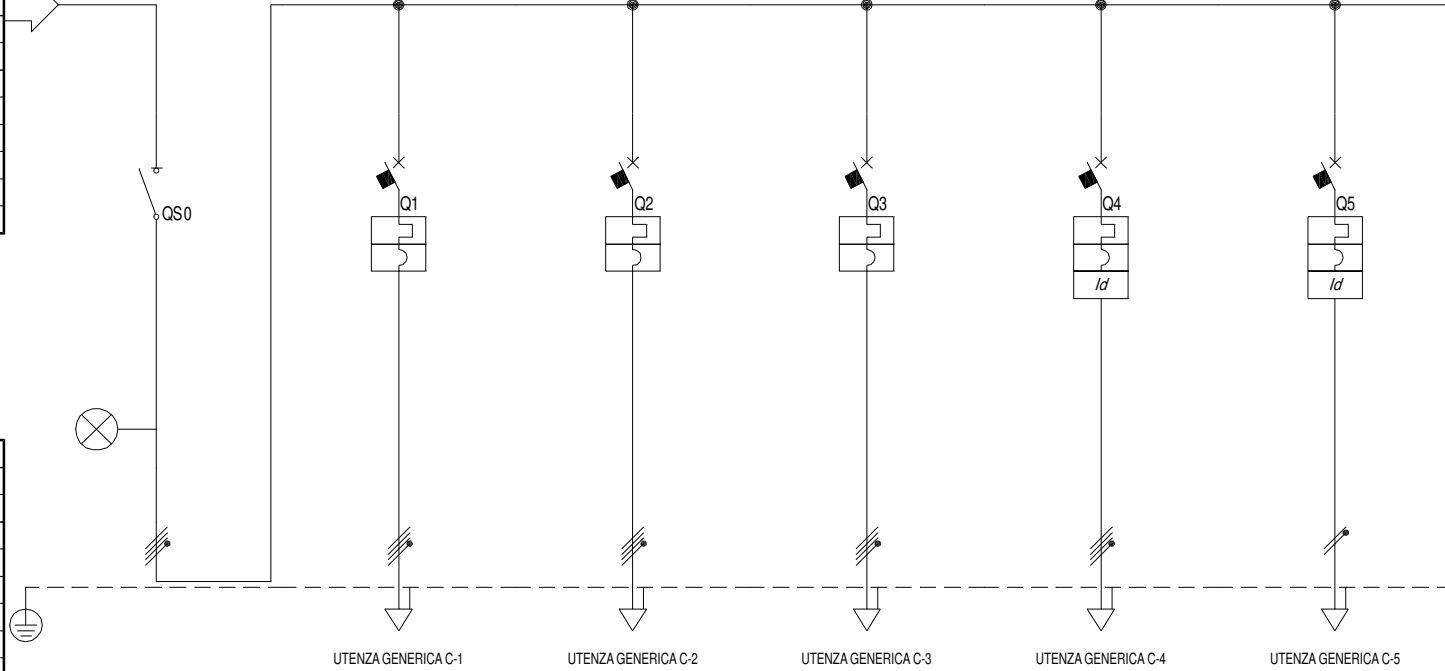 QS0
Q1
Q2
Q3
Q4
Q5
Id
Id
UTENZA GENERICA C-1
UTENZA GENERICA C-2
UTENZA GENERICA C-3
UTENZA GENERICA C-4
UTENZA GENERICA C-5